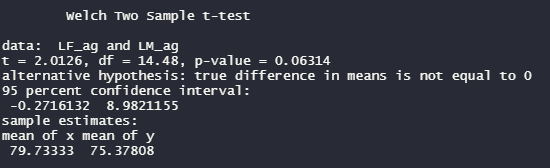 Welch Two Sample t-test
data:  LF_ag and LM_ag
t = 2.0126, df = 14.48, p-value = 0.06314
alternative hypothesis: true difference in means is not equal to 0
95 percent confidence interval:
-0.2716132  8.9821155
sample estimates:
mean of x mean of y
79.73333  75.37808